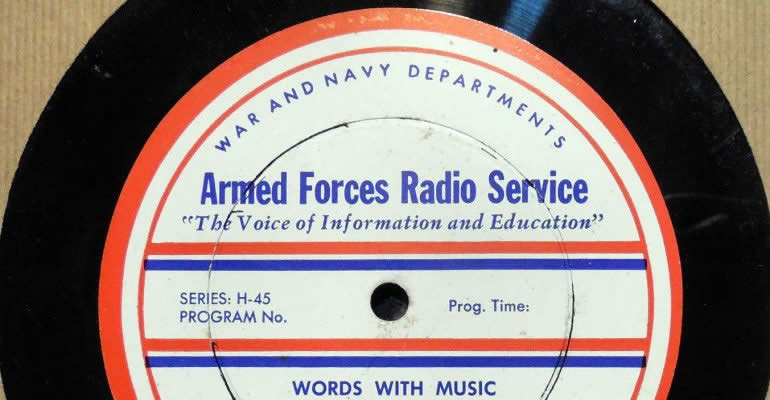 WAR AND NAVY DEPARTMENTS
Armed Forces Radio Service
"The Voice of Information and Education"
SERIES: H-45
PROGRAM No.
Prog. Time:
WORDS WITH MUSIC